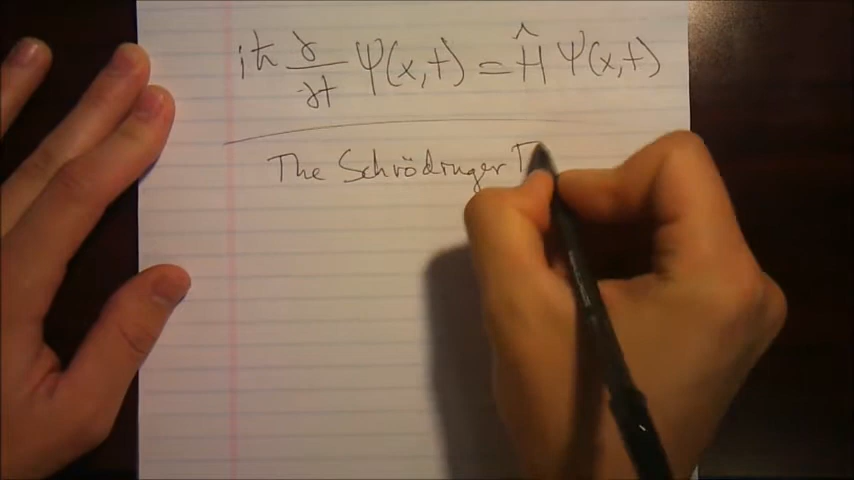 iħ ∂/∂t Ψ(x,t) = Ĥ Ψ(x,t)
The Schrödinger